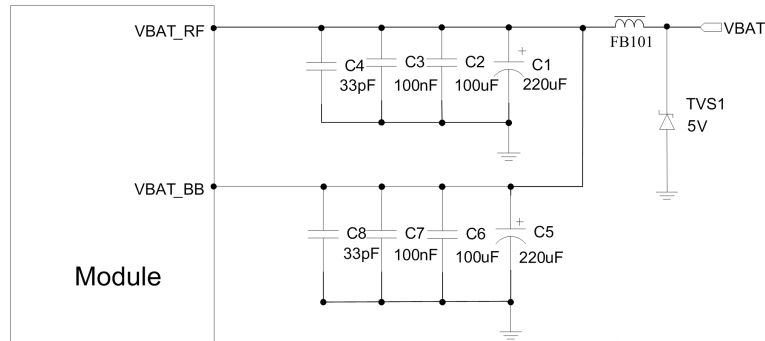 VBAT_RF
VBAT
FB101
C4
C3
C2
+
C1
33pF
100nF
100uF
220uF
TVS1
5V
VBAT_BB
C8
C7
C6
+
C5
33pF
100nF
100uF
220uF
Module